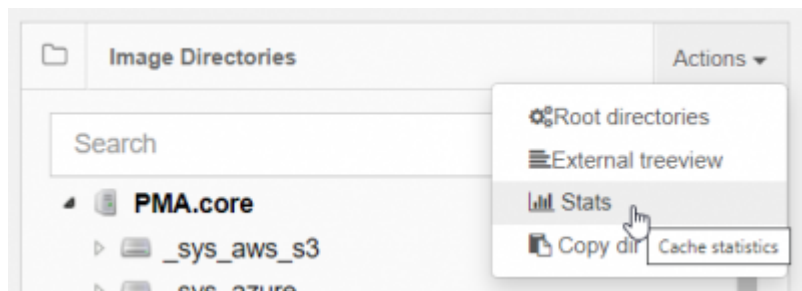 Image Directories
Actions
Root directories
Search
External treeview
PMA.core
Stats
_sys_aws_s3
Copy dir
Cache statistics